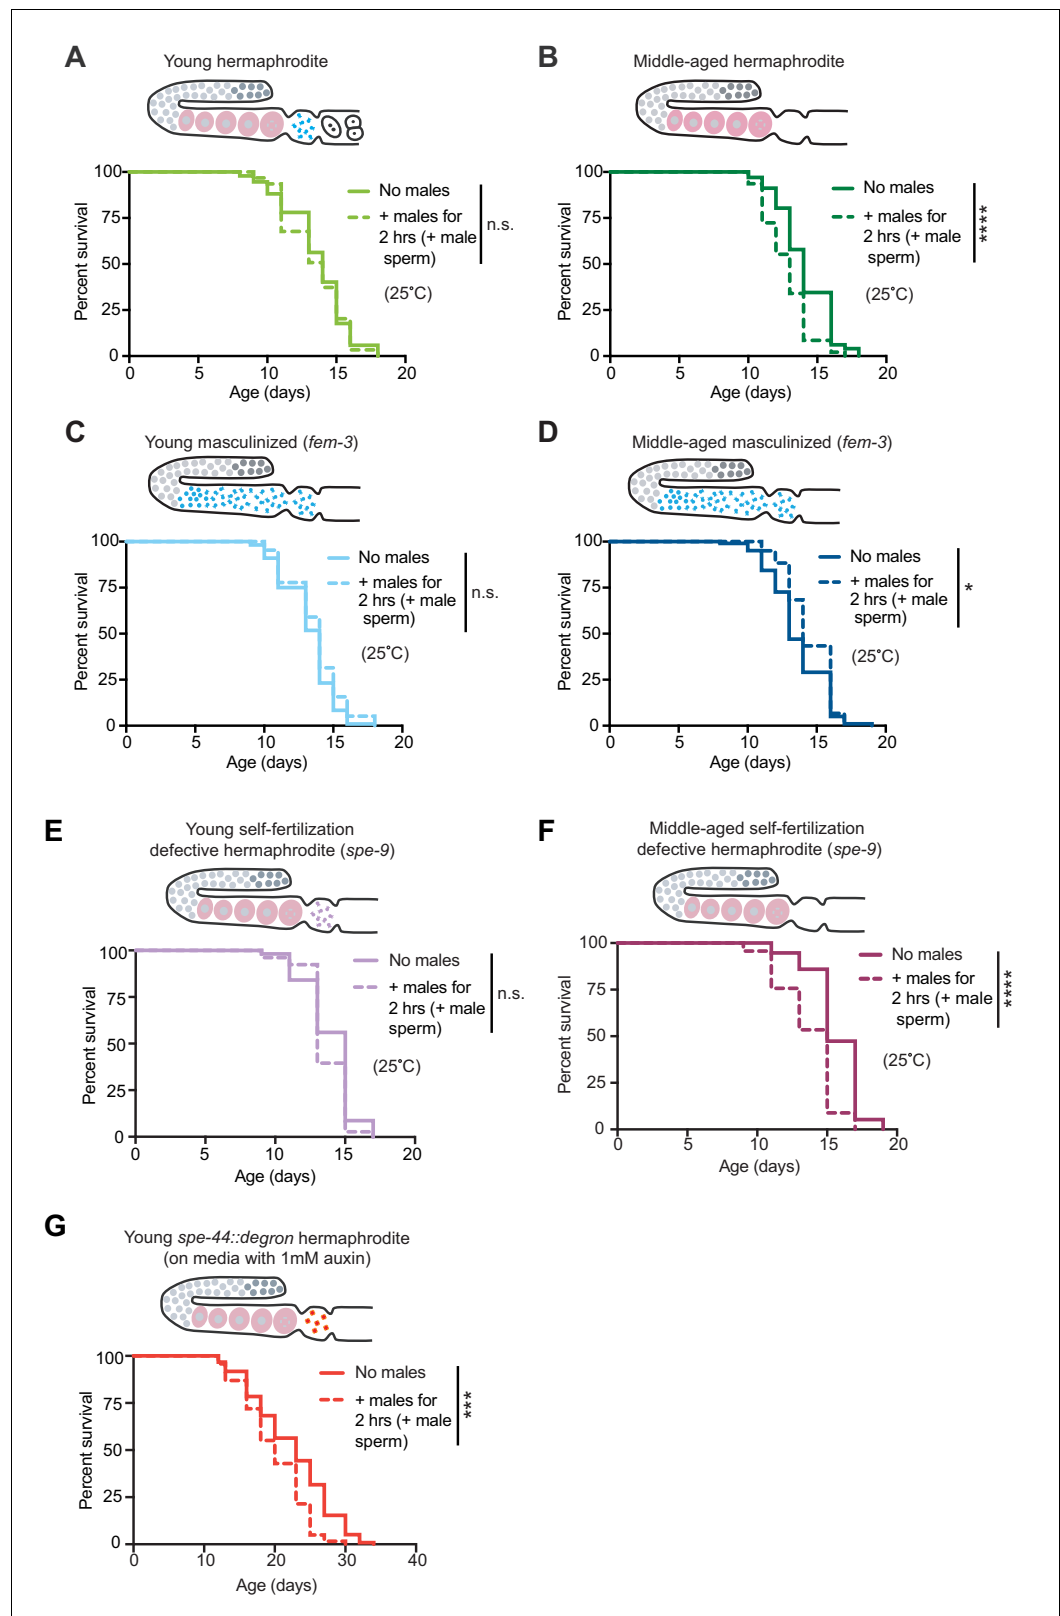 A
Young hermaphrodite
100
75
50
25
0
Percent survival
0 5 10 15 20
Age (days)
No males
+ males for
2 hrs (+ male
sperm)
n.s.
(25˚C)
B
Middle-aged hermaphrodite
100
75
50
25
0
Percent survival
0 5 10 15 20
Age (days)
No males
+ males for
2 hrs (+ male
sperm)
****
(25˚C)
C
Young masculinized (fem-3)
100
75
50
25
0
Percent survival
0 5 10 15 20
Age (days)
No males
+ males for
2 hrs (+ male
sperm)
n.s.
(25˚C)
D
Middle-aged masculinized (fem-3)
100
75
50
25
0
Percent survival
0 5 10 15 20
Age (days)
No males
+ males for
2 hrs (+ male
sperm)
*
(25˚C)
E
Young self-fertilization
defective hermaphrodite (spe-9)
100
75
50
25
0
Percent survival
0 5 10 15 20
Age (days)
No males
+ males for
2 hrs (+ male
sperm)
n.s.
(25˚C)
F
Middle-aged self-fertilization
defective hermaphrodite (spe-9)
100
75
50
25
0
Percent survival
0 5 10 15 20
Age (days)
No males
+ males for
2 hrs (+ male
sperm)
****
(25˚C)
G
Young spe-44::degron hermaphrodite
(on media with 1mM auxin)
100
75
50
25
0
Percent survival
0 10 20 30 40
Age (days)
No males
+ males for
2 hrs (+ male
sperm)
***